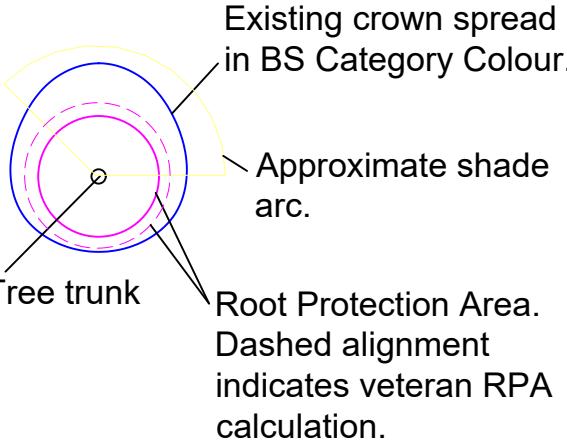 Existing crown spread
in BS Category Colour.
Approximate shade
arc.
Tree trunk
Root Protection Area.
Dashed alignment
indicates veteran RPA
calculation.